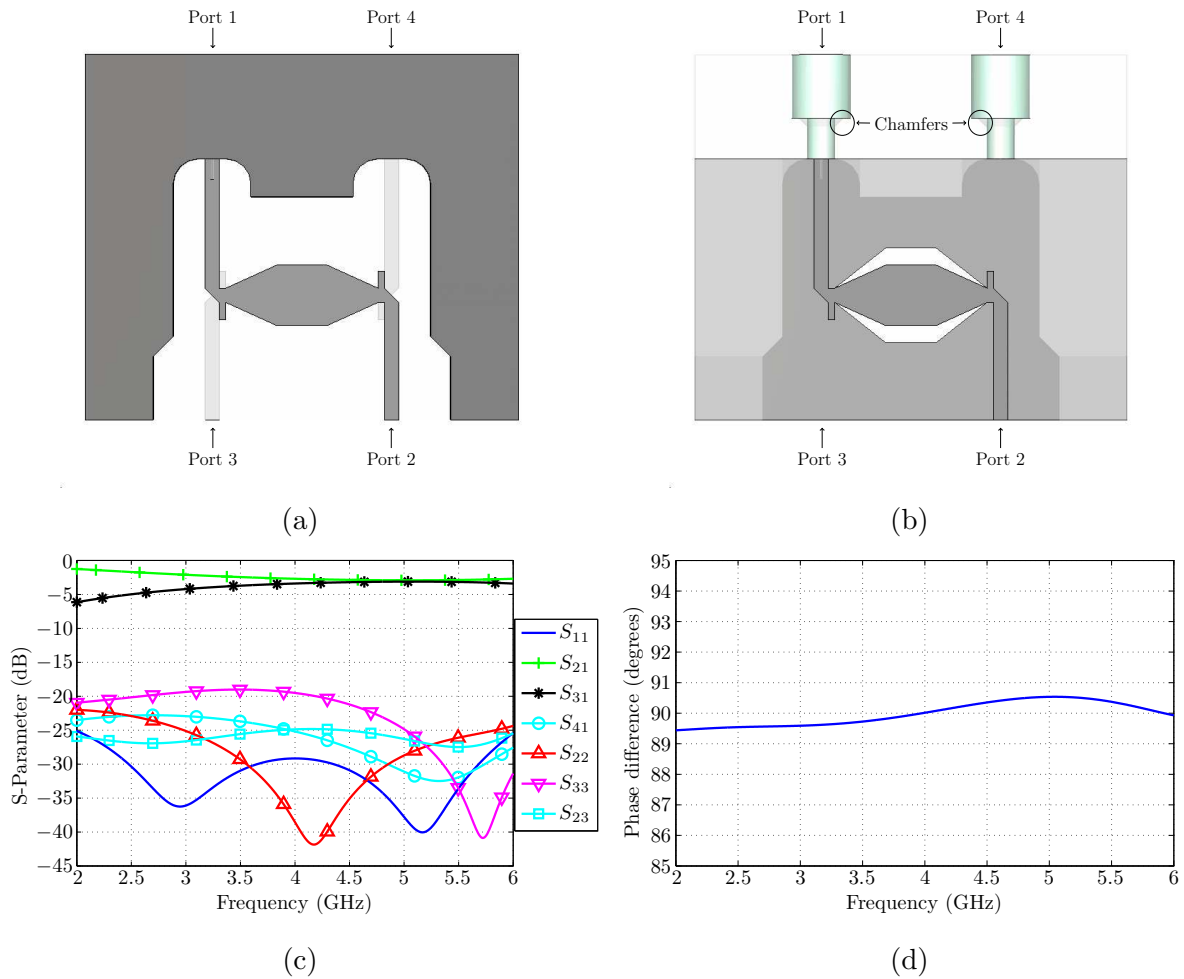 Port 1
Port 4
Port 3
Port 2
(a)
Port 1
Port 4
Chamfers
Port 3
Port 2
(b)
S-Parameter (dB)
0
−5
−10
−15
−20
−25
−30
−35
−40
−45
2 2.5 3 3.5 4 4.5 5 5.5 6
Frequency (GHz)
S11
S21
S31
S41
S22
S33
S23
(c)
Phase difference (degrees)
95
94
93
92
91
90
89
88
87
86
85
2 2.5 3 3.5 4 4.5 5 5.5 6
Frequency (GHz)
(d)